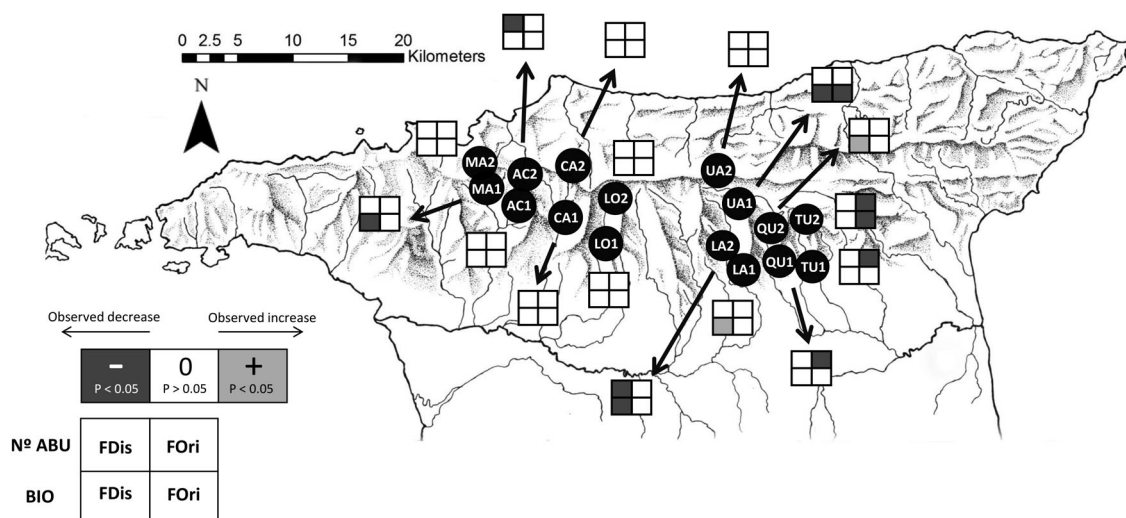 0 2.5 5 10 15 20
Kilometers
N
MA2
MA1
AC2
AC1
CA2
CA1
LO2
LO1
UA2
UA1
LA2
LA1
QU2
QU1
TU2
TU1
Observed decrease Observed increase
- 0 +
P < 0.05 P > 0.05 P < 0.05
Nº ABU FDis FOri
BIO FDis FOri